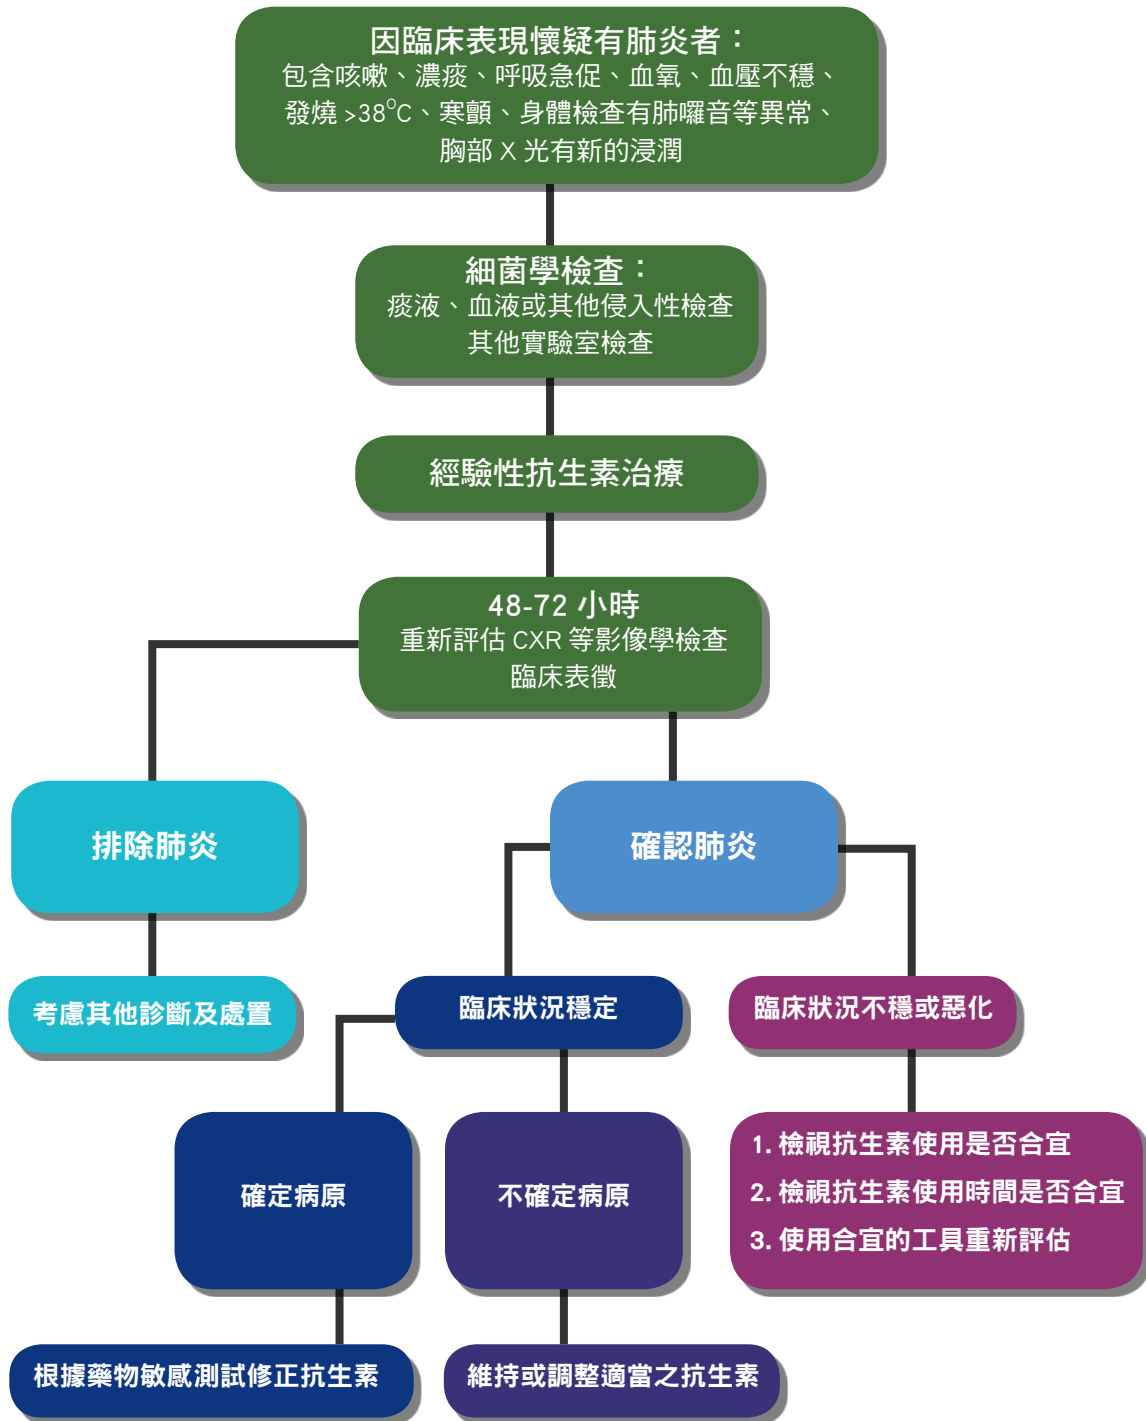 因臨床表現懷疑有肺炎者：
包含咳嗽、濃痰、呼吸急促、血氧、血壓不穩、
發燒 >38⁰C、寒顫、身體檢查有肺囉音等異常、
胸部 X 光有新的浸潤
細菌學檢查：
痰液、血液或其他侵入性檢查
其他實驗室檢查
經驗性抗生素治療
48-72 小時
重新評估 CXR 等影像學檢查
臨床表徵
排除肺炎
確認肺炎
考慮其他診斷及處置
臨床狀況穩定
臨床狀況不穩或惡化
確定病原
不確定病原
1. 檢視抗生素使用是否合宜
2. 檢視抗生素使用時間是否合宜
3. 使用合宜的工具重新評估
根據藥物敏感測試修正抗生素
維持或調整適當之抗生素